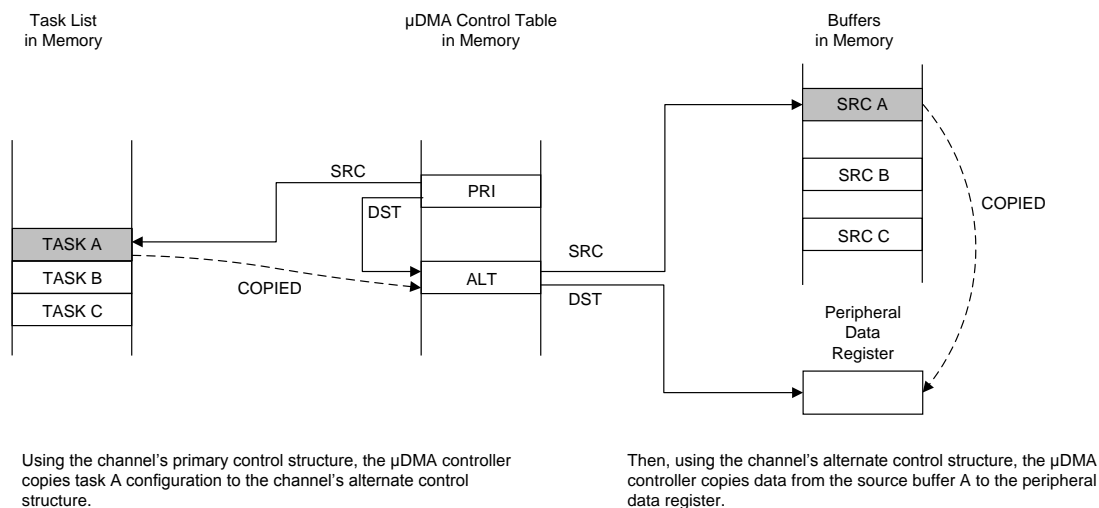 Task List
in Memory
µDMA Control Table
in Memory
Buffers
in Memory
SRC A
SRC
PRI
SRC B
COPIED
DST
SRC C
TASK A
SRC
TASK B
COPIED
ALT
DST
TASK C
Peripheral
Data
Register
Using the channel's primary control structure, the µDMA controller
copies task A configuration to the channel's alternate control
structure.
Then, using the channel's alternate control structure, the µDMA
controller copies data from the source buffer A to the peripheral
data register.